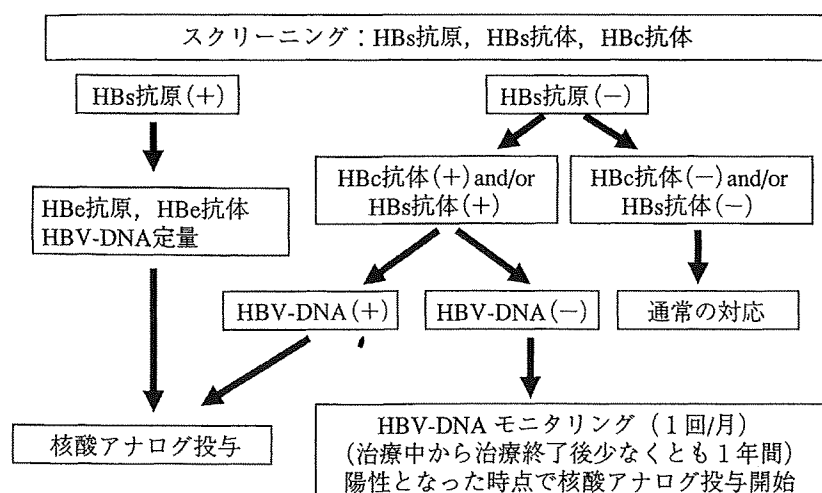 スクリーニング：HBs抗原，HBs抗体，HBc抗体
HBs抗原(+)
HBs抗原(−)
HBe抗原，HBe抗体
HBV-DNA定量
HBc抗体(+)and/or
HBs抗体(+)
HBc抗体(−)and/or
HBs抗体(−)
HBV-DNA(+)
HBV-DNA(−)
通常の対応
核酸アナログ投与
HBV-DNA モニタリング（1回/月）
(治療中から治療終了後少なくとも1年間)
陽性となった時点で核酸アナログ投与開始